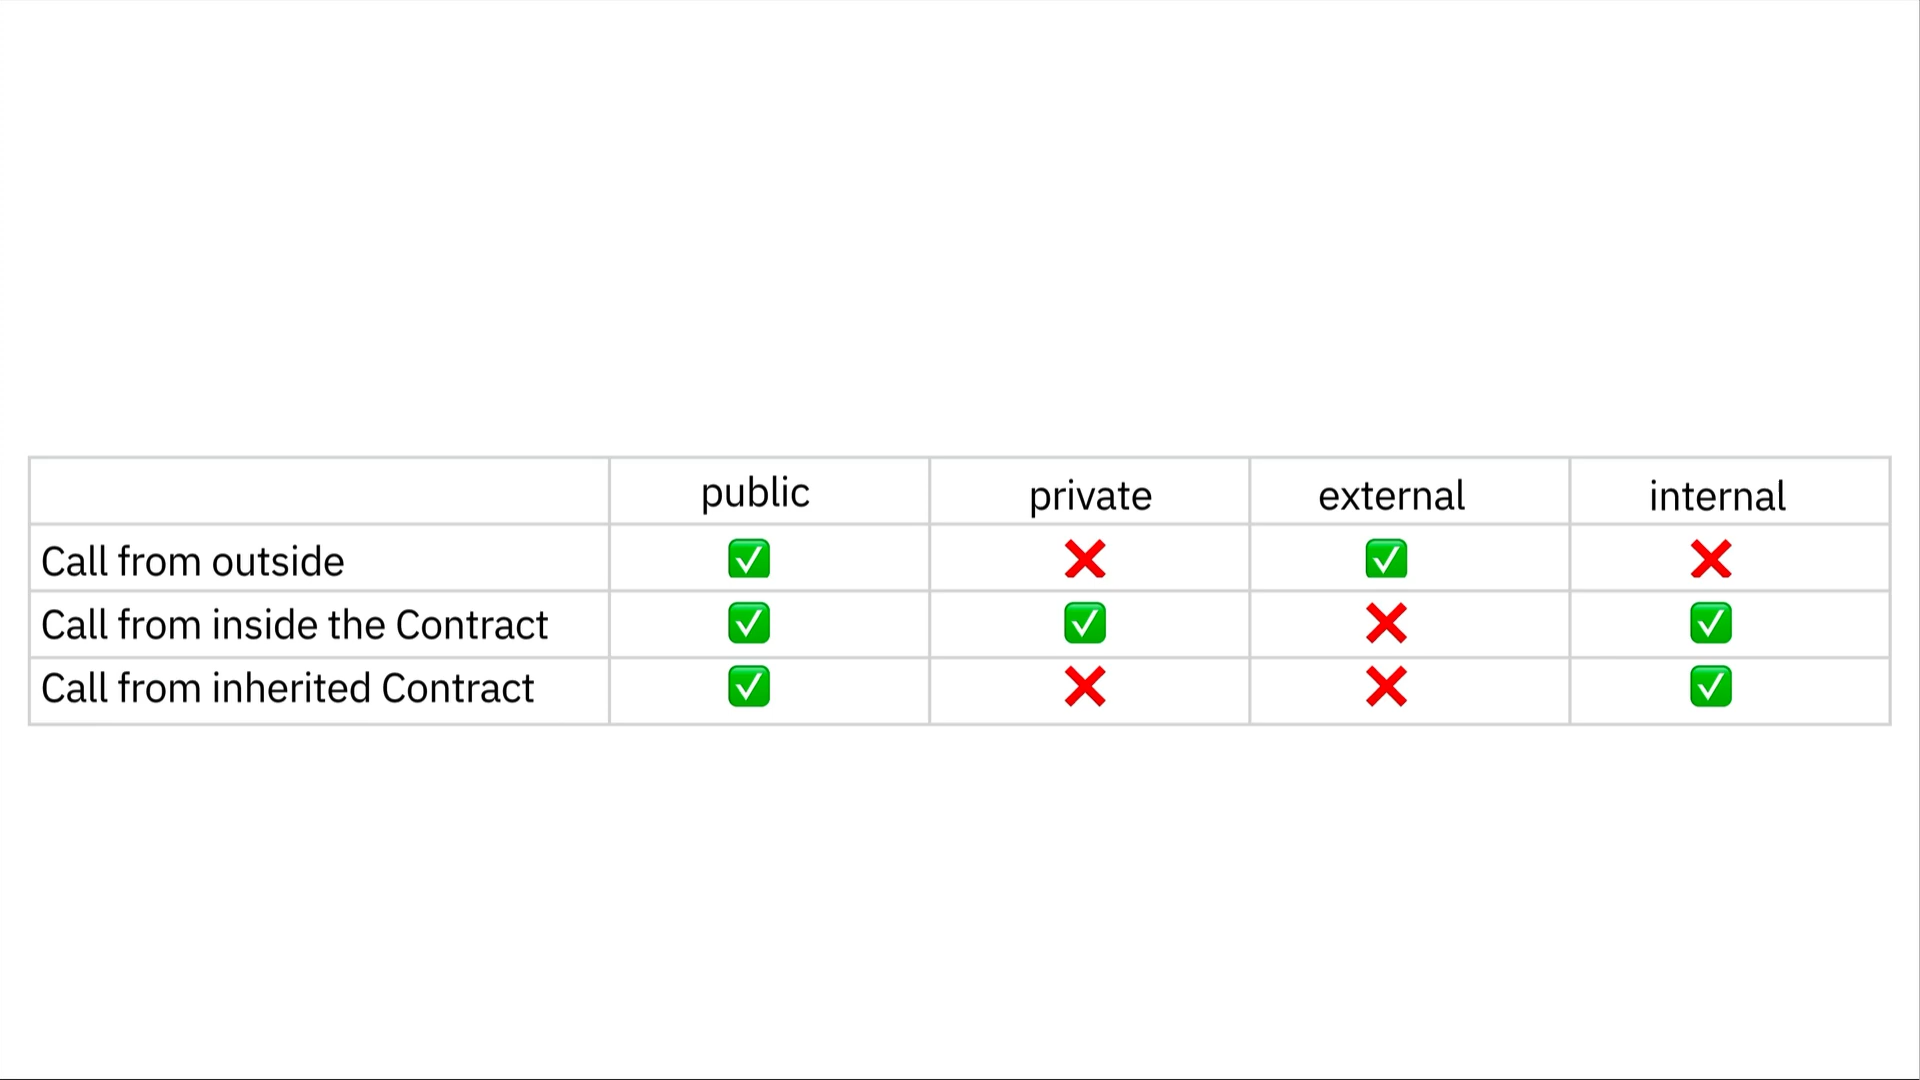 public private external internal
Call from outside ✅ ❌ ✅ ❌
Call from inside the Contract ✅ ✅ ❌ ✅
Call from inherited Contract ✅ ❌ ❌ ✅